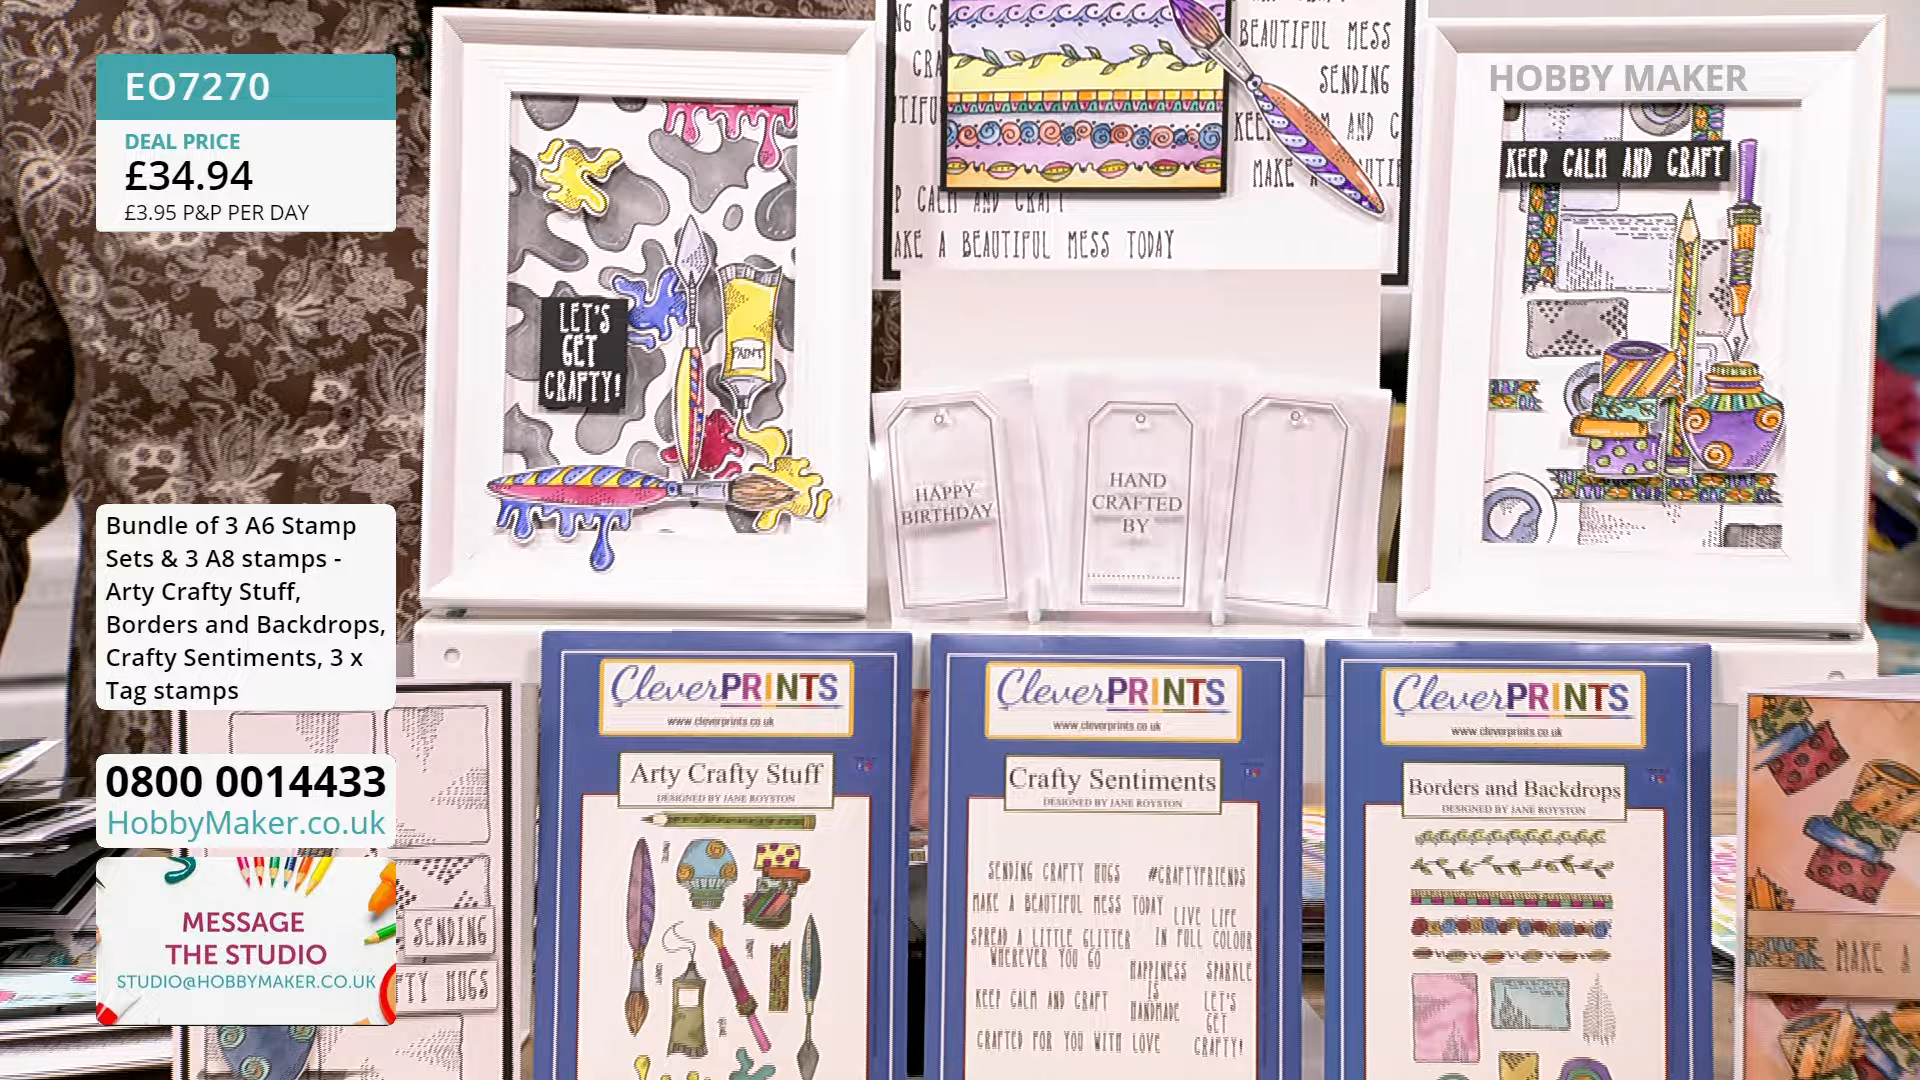 EO7270
DEAL PRICE
£34.94
£3.95 P&P PER DAY
Bundle of 3 A6 Stamp
Sets & 3 A8 stamps -
Arty Crafty Stuff,
Borders and Backdrops,
Crafty Sentiments, 3 x
Tag stamps
0800 0014433
HobbyMaker.co.uk
MESSAGE
THE STUDIO
STUDIO@HOBBYMAKER.CO.UK
HOBBY MAKER
LET'S
GET
CRAFTY!
PAINT
BEAUTIFUL MESS
SENDING
AND
MAKE
CALM AND CRAFT
AKE A BEAUTIFUL MESS TODAY
KEEP CALM AND CRAFT
HAPPY
BIRTHDAY
HAND
CRAFTED
BY
CleverPRINTS
www.cleverprints.co.uk
Arty Crafty Stuff
DESIGNED BY JANE ROYSTON
CleverPRINTS
www.cleverprints.co.uk
Crafty Sentiments
DESIGNED BY JANE ROYSTON
SENDING CRAFTY HUGS
#CRAFTYFRIENDS
MAKE A BEAUTIFUL MESS TODAY
LIVE LIFE
IN FULL COLOUR
SPREAD A LITTLE GLITTER
WHEREVER YOU GO
HAPPINESS
IS
HANDMADE
SPARKLE
KEEP CALM AND CRAFT
LET'S
GET
CRAFTY!
CRAFTED FOR YOU WITH LOVE
CleverPRINTS
www.cleverprints.co.uk
Borders and Backdrops
DESIGNED BY JANE ROYSTON
SENDING
FTY HUGS
MAKE A